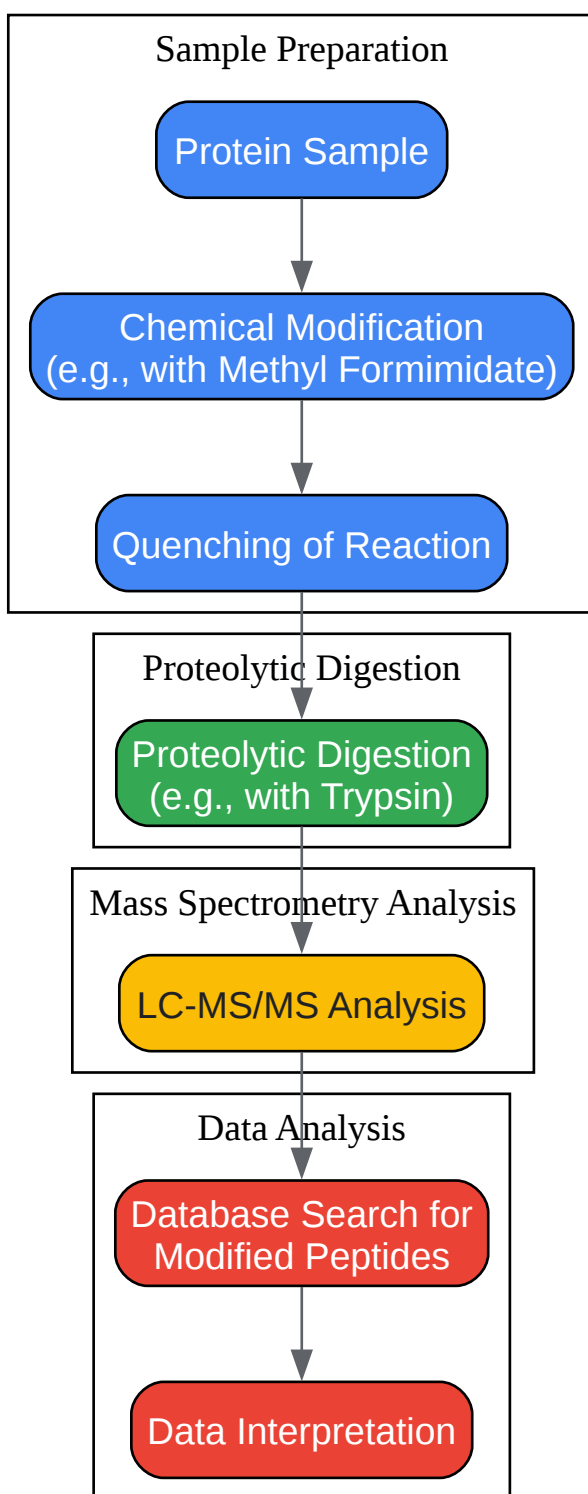 Sample Preparation
Protein Sample
Chemical Modification
(e.g., with Methyl Formimidate)
Quenching of Reaction
Proteolytic Digestion
Proteolytic Digestion
(e.g., with Trypsin)
Mass Spectrometry Analysis
LC-MS/MS Analysis
Data Analysis
Database Search for
Modified Peptides
Data Interpretation